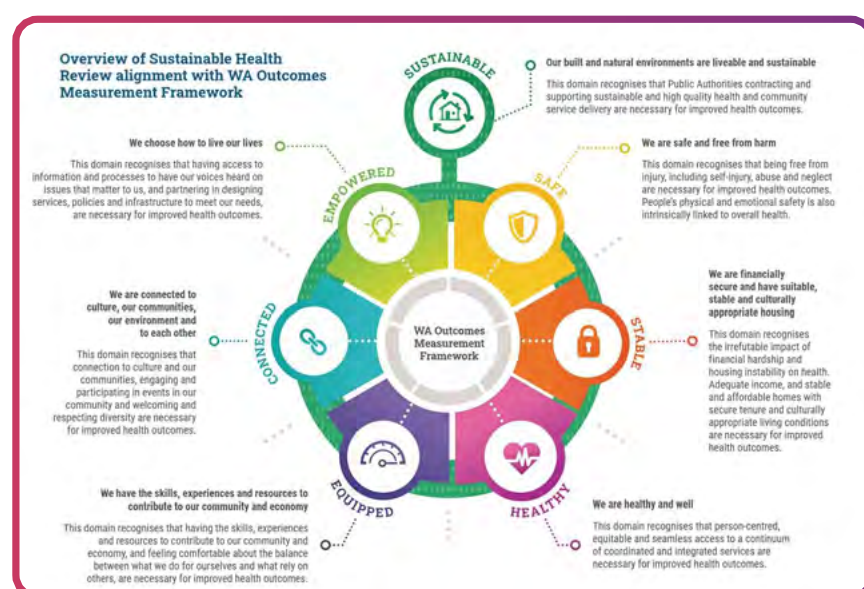 Overview of Sustainable Health
Review alignment with WA Outcomes
Measurement Framework
SUSTAINABLE
Our built and natural environments are liveable and sustainable
This domain recognises that Public Authorities contracting and
supporting sustainable and high quality health and community
service delivery are necessary for improved health outcomes.
We choose how to live our lives
This domain recognises that having access to
information and processes to have our voices heard on
issues that matter to us, and partnering in designing
services, policies and infrastructure to meet our needs,
are necessary for improved health outcomes.
EMPOWERED
SAFE
We are safe and free from harm
This domain recognises that being free from
injury, including self-injury, abuse and neglect
are necessary for improved health outcomes.
People's physical and emotional safety is also
intrinsically linked to overall health.
We are connected to
culture, our communities,
our environment and
to each other
This domain recognises that
connection to culture and our
communities, engaging and
participating in events in our
community and welcoming and
respecting diversity are necessary
for improved health outcomes.
CONNECTED
WA Outcomes
Measurement
Framework
STABLE
We are financially
secure and have suitable,
stable and culturally
appropriate housing
This domain recognises
the irrefutable impact of
financial hardship and
housing instability on health.
Adequate income, and stable
and affordable homes with
secure tenure and culturally
appropriate living conditions
are necessary for improved
health outcomes.
We have the skills, experiences and resources to
contribute to our community and economy
This domain recognises that having the skills, experiences
and resources to contribute to our community and
economy, and feeling comfortable about the balance
between what we do for ourselves and what rely on
others, are necessary for improved health outcomes.
EQUIPPED
HEALTHY
We are healthy and well
This domain recognises that person-centred,
equitable and seamless access to a continuum
of coordinated and integrated services are
necessary for improved health outcomes.